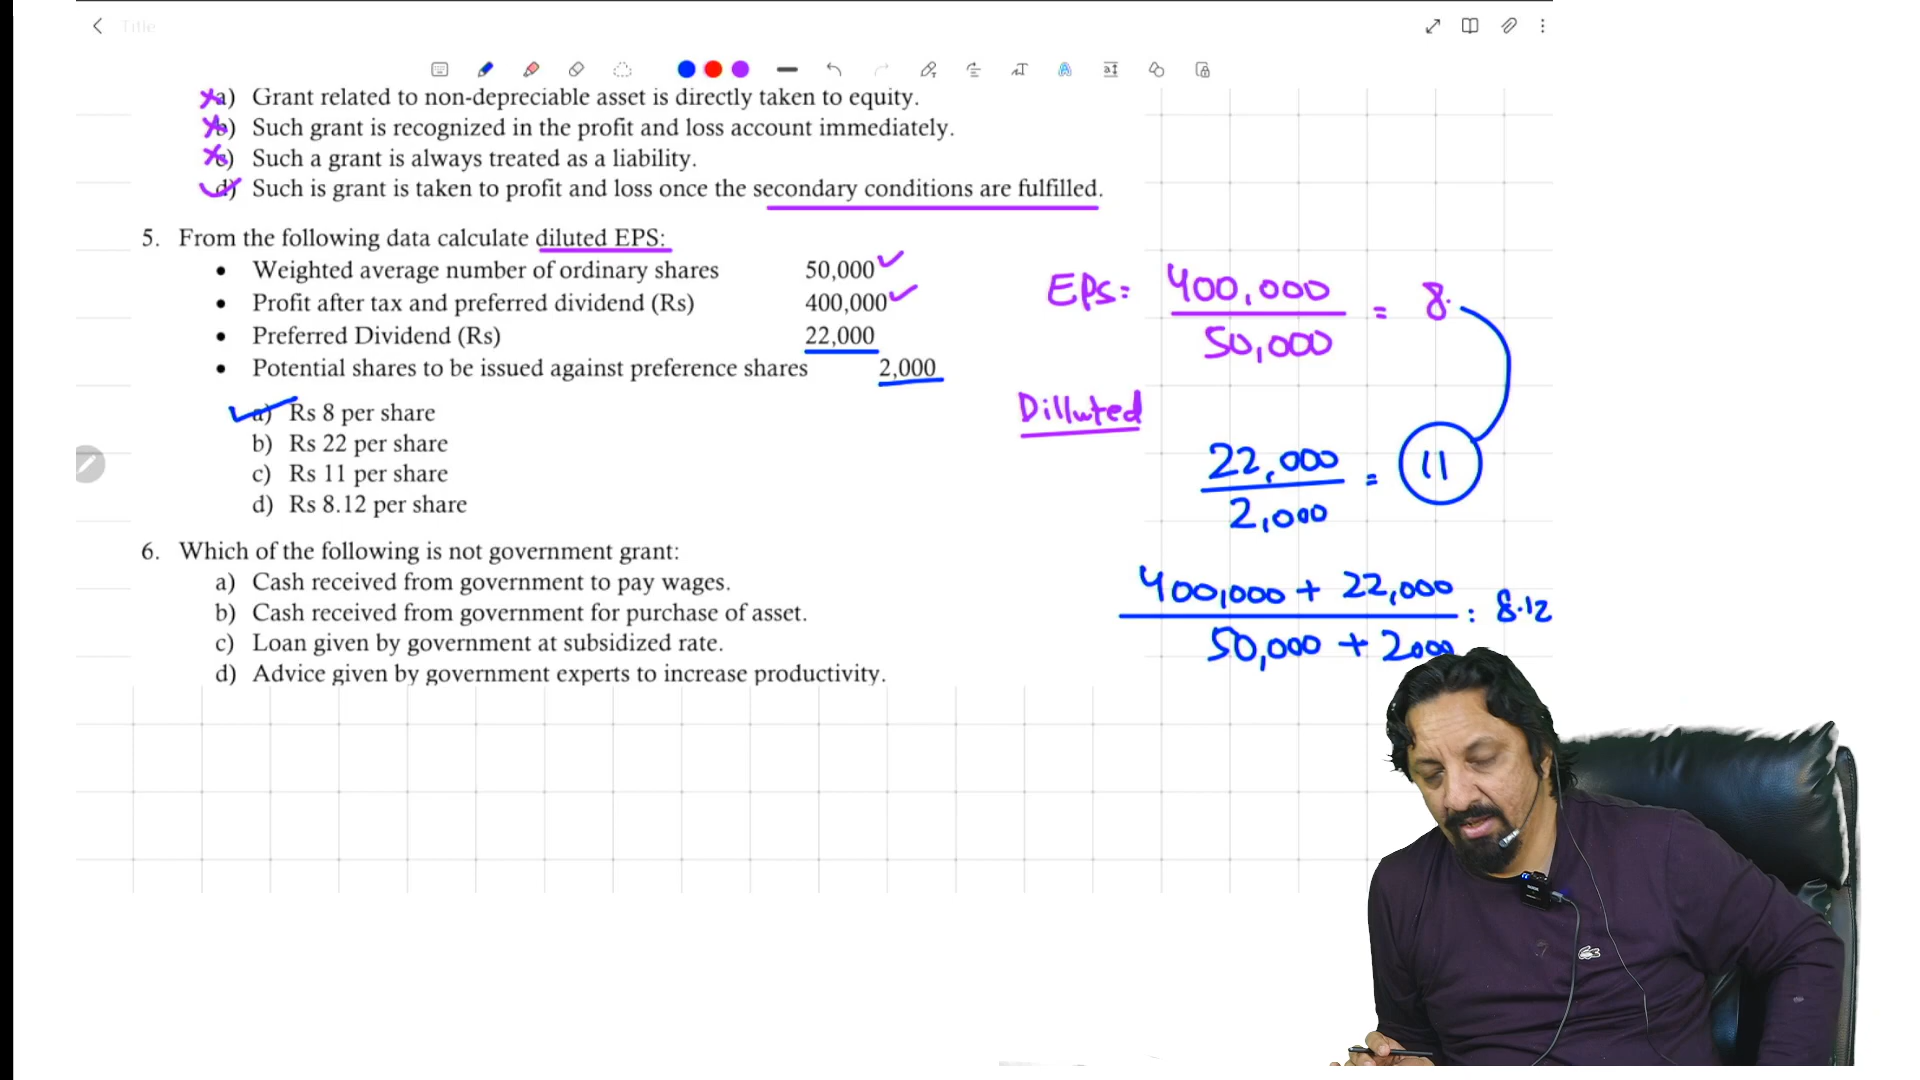 Title
a) Grant related to non-depreciable asset is directly taken to equity.
b) Such grant is recognized in the profit and loss account immediately.
c) Such a grant is always treated as a liability.
d) Such is grant is taken to profit and loss once the secondary conditions are fulfilled.
5. From the following data calculate diluted EPS:
• Weighted average number of ordinary shares 50,000
• Profit after tax and preferred dividend (Rs) 400,000
• Preferred Dividend (Rs) 22,000
• Potential shares to be issued against preference shares 2,000
a) Rs 8 per share
b) Rs 22 per share
c) Rs 11 per share
d) Rs 8.12 per share
6. Which of the following is not government grant:
a) Cash received from government to pay wages.
b) Cash received from government for purchase of asset.
c) Loan given by government at subsidized rate.
d) Advice given by government experts to increase productivity.
EPS: 400,000 = 8.
50,000
Dilluted
22,000 = 11
2,000
400,000 + 22,000 : 8.12
50,000 + 2000